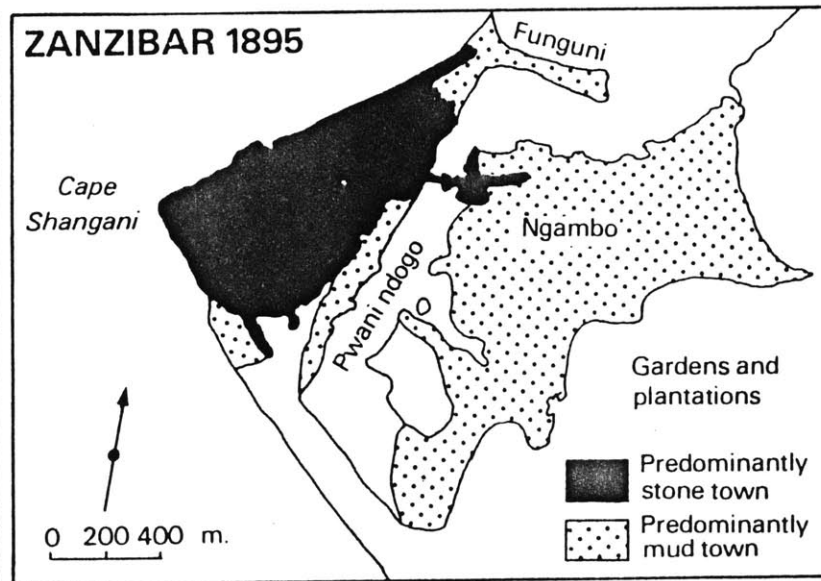 ZANZIBAR 1895
Funguni
Cape
Shangani
Ngambo
Pwani ndogo
Gardens and
plantations
Predominantly
stone town
Predominantly
mud town
0 200 400 m.